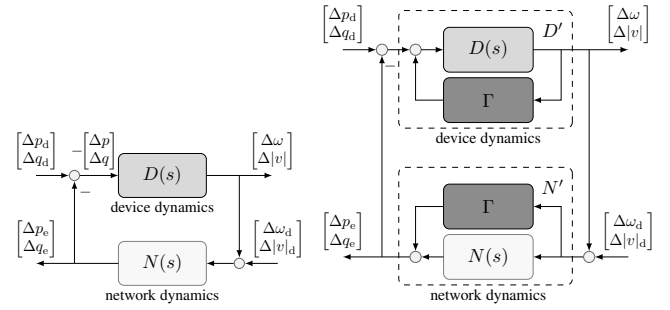 [Δp_d
Δq_d]
−[Δp
Δq]
−
D(s)
device dynamics
[Δω
Δ|v|]
[Δp_e
Δq_e]
N(s)
network dynamics
[Δω_d
Δ|v|_d]
[Δp_d
Δq_d]
−
D(s)
D′
Γ
device dynamics
[Δω
Δ|v|]
Γ
N′
[Δp_e
Δq_e]
N(s)
network dynamics
[Δω_d
Δ|v|_d]